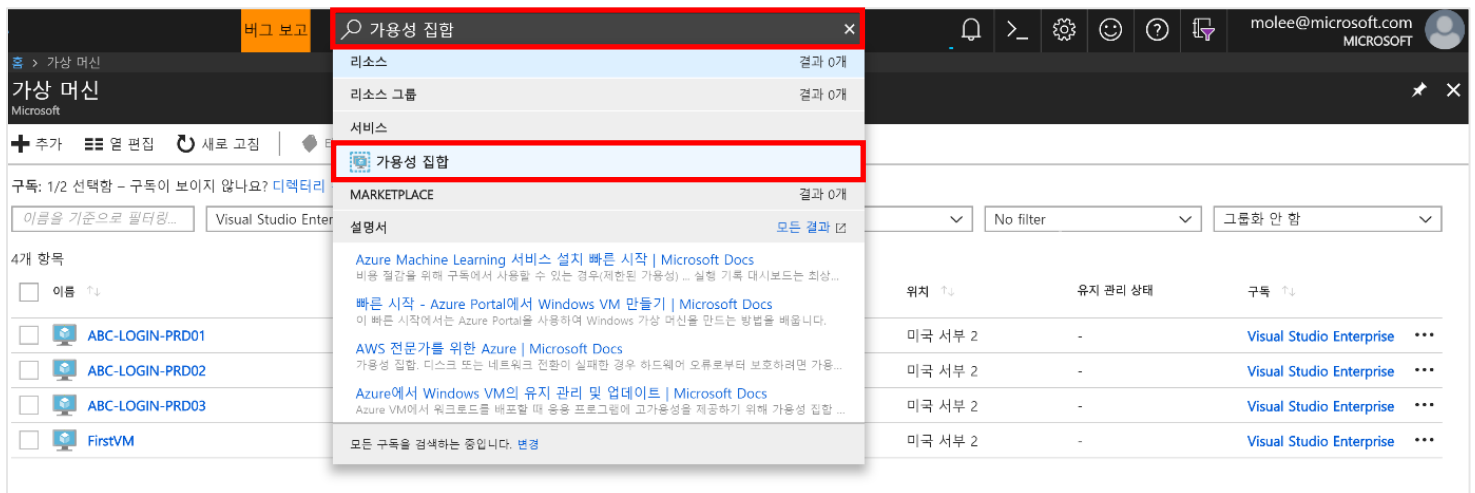 버그 보고
가용성 집합
molee@microsoft.com
MICROSOFT
홈 > 가상 머신
가상 머신
Microsoft
추가 열 편집 새로 고침
리소스 결과 0개
리소스 그룹 결과 0개
서비스
가용성 집합
MARKETPLACE 결과 0개
설명서 모든 결과
Azure Machine Learning 서비스 설치 빠른 시작 | Microsoft Docs
비용 절감을 위해 구독에서 사용할 수 있는 경우(제한된 가용성) ... 실행 기록 대시보드는 최상...
빠른 시작 - Azure Portal에서 Windows VM 만들기 | Microsoft Docs
이 빠른 시작에서는 Azure Portal을 사용하여 Windows 가상 머신을 만드는 방법을 배웁니다.
AWS 전문가를 위한 Azure | Microsoft Docs
가용성 집합. 디스크 또는 네트워크 전환이 실패한 경우 하드웨어 오류로부터 보호하려면 가용...
Azure에서 Windows VM의 유지 관리 및 업데이트 | Microsoft Docs
Azure VM에서 워크로드를 배포할 때 응용 프로그램에 고가용성을 제공하기 위해 가용성 집합 ...
모든 구독을 검색하는 중입니다. 변경
구독: 1/2 선택함 – 구독이 보이지 않나요? 디렉터리
이름을 기준으로 필터링... Visual Studio Enter No filter 그룹화 안 함
4개 항목
이름 위치 유지 관리 상태 구독
ABC-LOGIN-PRD01 미국 서부 2 - Visual Studio Enterprise
ABC-LOGIN-PRD02 미국 서부 2 - Visual Studio Enterprise
ABC-LOGIN-PRD03 미국 서부 2 - Visual Studio Enterprise
FirstVM 미국 서부 2 - Visual Studio Enterprise